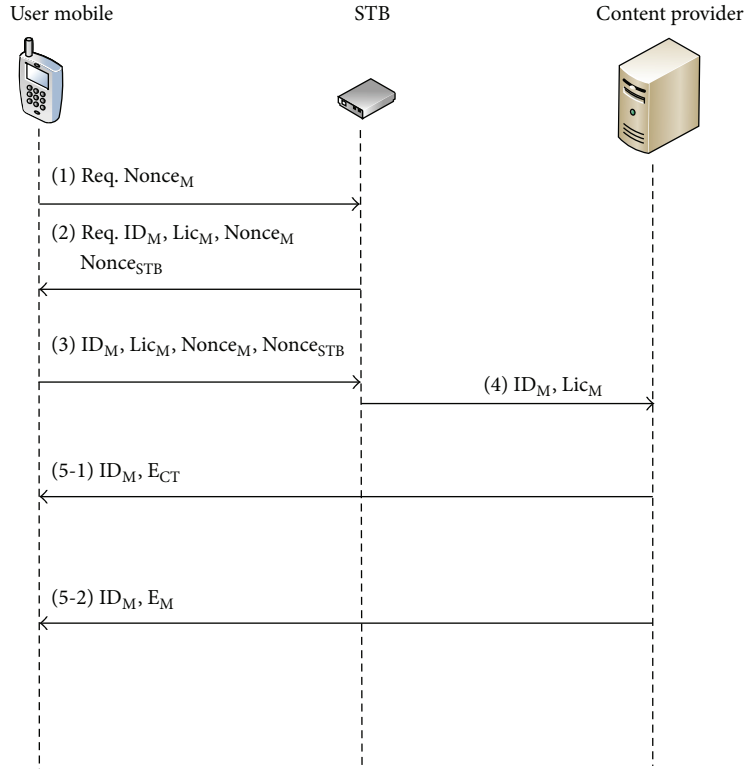 User mobile
STB
Content provider
(1) Req. Nonce_M
(2) Req. ID_M, Lic_M, Nonce_M
Nonce_STB
(3) ID_M, Lic_M, Nonce_M, Nonce_STB
(4) ID_M, Lic_M
(5-1) ID_M, E_CT
(5-2) ID_M, E_M